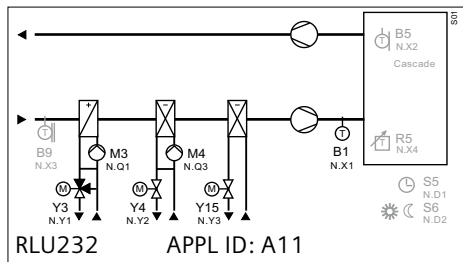 S01
B5
N.X2
Cascade
T
+
M3
N.Q1
M4
N.Q3
B1
N.X1
R5
N.X4
B9
N.X3
Y3
N.Y1
Y4
N.Y2
Y15
N.Y3
M
M
M
T
T
T
S5
N.D1
S6
N.D2
RLU232 APPL ID: A11